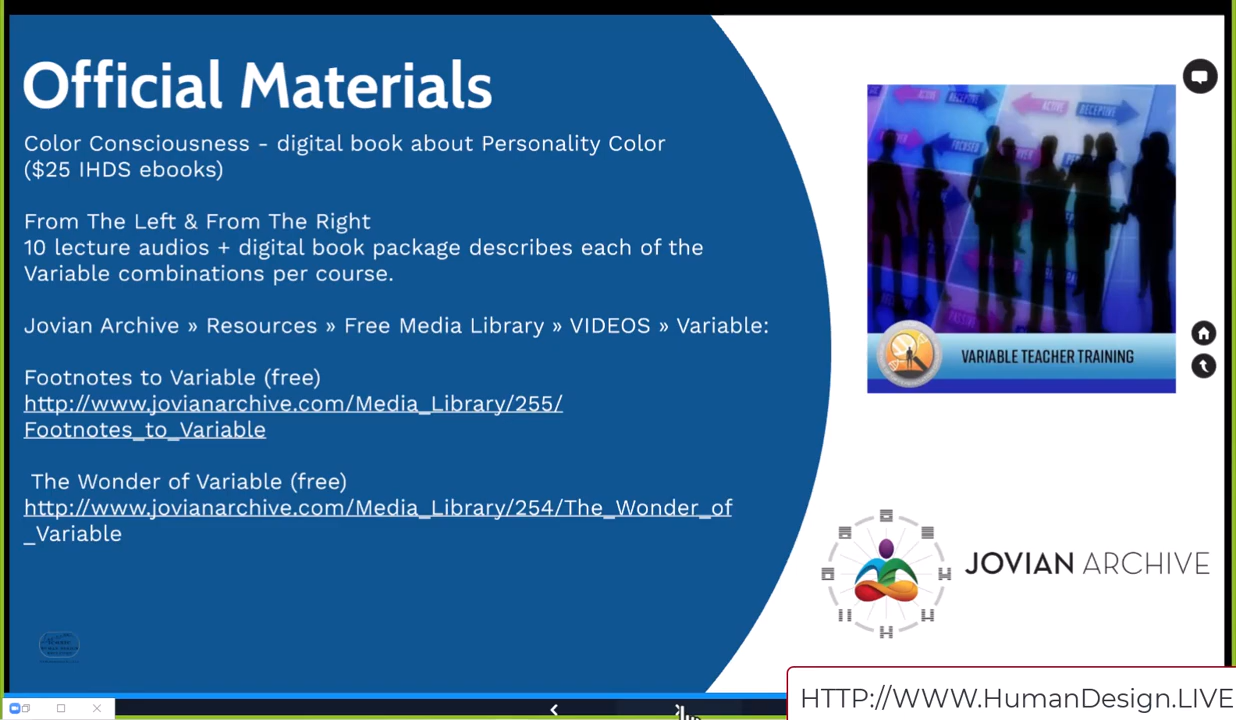 Official Materials
Color Consciousness - digital book about Personality Color
($25 IHDS ebooks)
From The Left & From The Right
10 lecture audios + digital book package describes each of the
Variable combinations per course.
Jovian Archive » Resources » Free Media Library » VIDEOS » Variable:
Footnotes to Variable (free)
http://www.jovianarchive.com/Media_Library/255/
Footnotes_to_Variable
The Wonder of Variable (free)
http://www.jovianarchive.com/Media_Library/254/The_Wonder_of
_Variable
ACTIVE
RECEPTIVE
FOCUSED
VARIABLE TEACHER TRAINING
JOVIAN ARCHIVE
HTTP://WWW.HumanDesign.LIVE